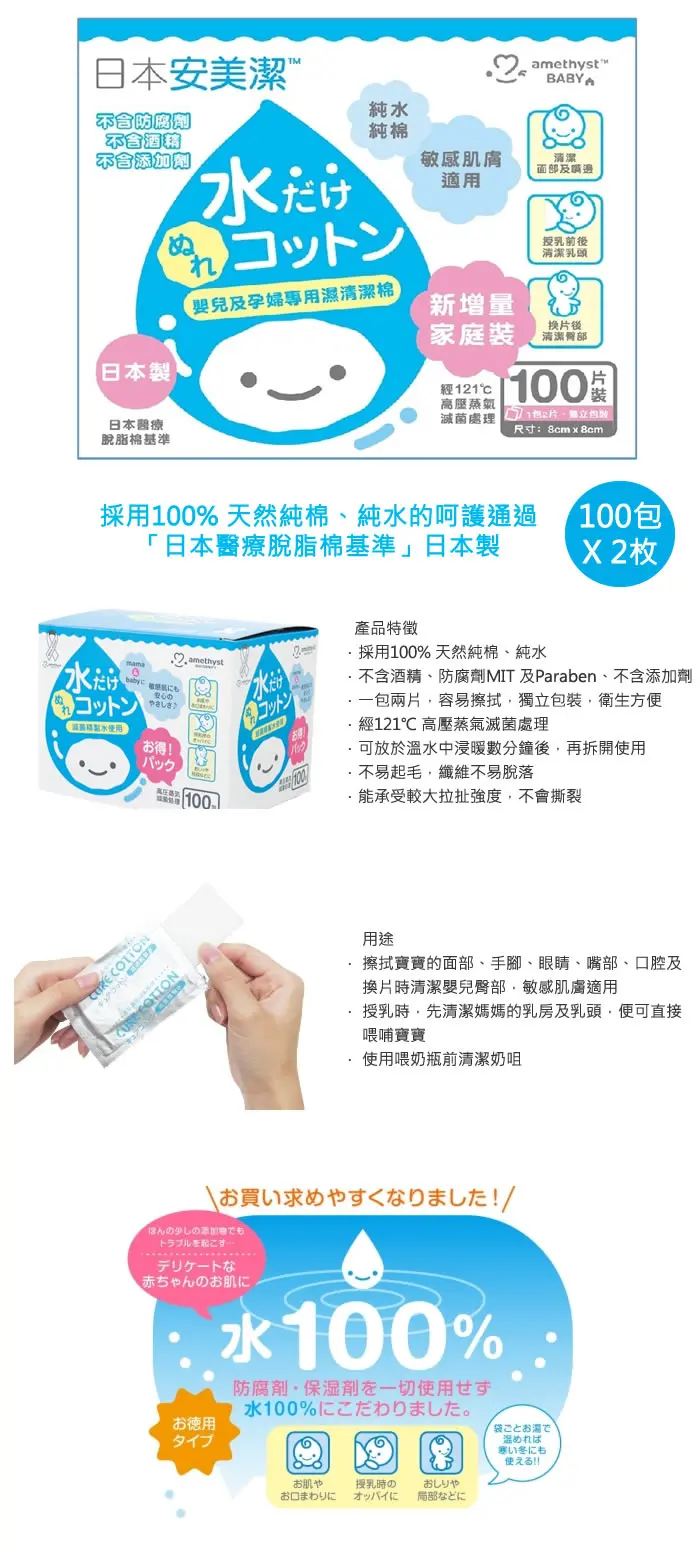 日本安美潔™
amethyst™
BABY
不含防腐劑
不含酒精
不含添加劑
純水
純棉
敏感肌膚
適用
水だけ
ぬれ
コットン
嬰兒及孕婦專用濕清潔棉
清潔
面部及嘴邊
授乳前後
清潔乳頭
換片後
清潔臀部
新增量
家庭裝
日本製
日本醫療
脫脂棉基準
經121℃
高壓蒸氣
滅菌處理
100片裝
1包2片・獨立包裝
尺寸: 8cm x 8cm
採用100% 天然純棉、純水的呵護通過
「日本醫療脫脂棉基準」日本製
100包
X 2枚
amethyst
mama
&
babyに
水だけ
ぬれ
コットン
敏感肌にも
安心の
やさしさ♪
滅菌精製水使用
お得!
パック
高圧蒸気
滅菌処理
100
水だけ
ぬれ
コットン
お得!
パック
100
產品特徵
· 採用100% 天然純棉、純水
· 不含酒精、防腐劑MIT 及Paraben、不含添加劑
· 一包兩片，容易擦拭，獨立包裝，衛生方便
· 經121℃ 高壓蒸氣滅菌處理
· 可放於溫水中浸暖數分鐘後，再拆開使用
· 不易起毛，纖維不易脫落
· 能承受較大拉扯強度，不會撕裂
CURE COTTON
CURE COTTON
用途
· 擦拭寶寶的面部、手腳、眼睛、嘴部、口腔及
換片時清潔嬰兒臀部，敏感肌膚適用
· 授乳時，先清潔媽媽的乳房及乳頭，便可直接
喂哺寶寶
· 使用喂奶瓶前清潔奶咀
\お買い求めやすくなりました!/
ほんの少しの添加物でも
トラブルを起こす…
デリケートな
赤ちゃんのお肌に
水100%
防腐剤・保湿剤を一切使用せず
水100%にこだわりました。
お徳用
タイプ
お肌や
お口まわりに
授乳時の
オッパイに
おしりや
局部などに
袋ごとお湯で
温めれば
寒い冬にも
使える!!